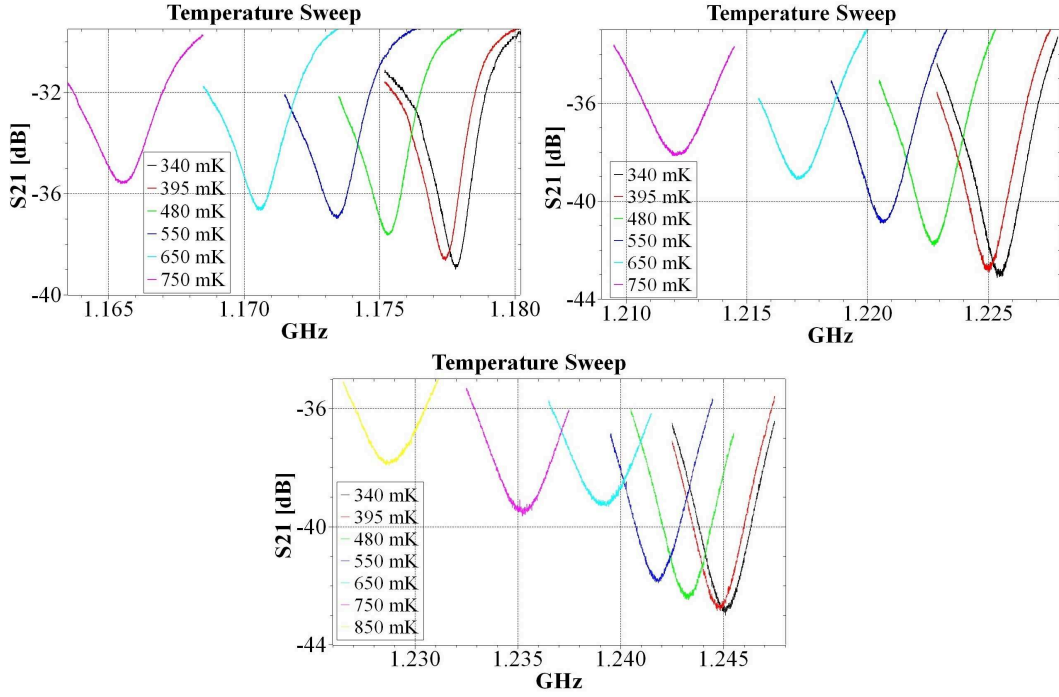 Temperature Sweep
S21 [dB]
-32
-36
-40
340 mK
395 mK
480 mK
550 mK
650 mK
750 mK
1.165
1.170
1.175
1.180
GHz
Temperature Sweep
S21 [dB]
-36
-40
-44
340 mK
395 mK
480 mK
550 mK
650 mK
750 mK
1.210
1.215
1.220
1.225
GHz
Temperature Sweep
S21 [dB]
-36
-40
-44
340 mK
395 mK
480 mK
550 mK
650 mK
750 mK
850 mK
1.230
1.235
1.240
1.245
GHz